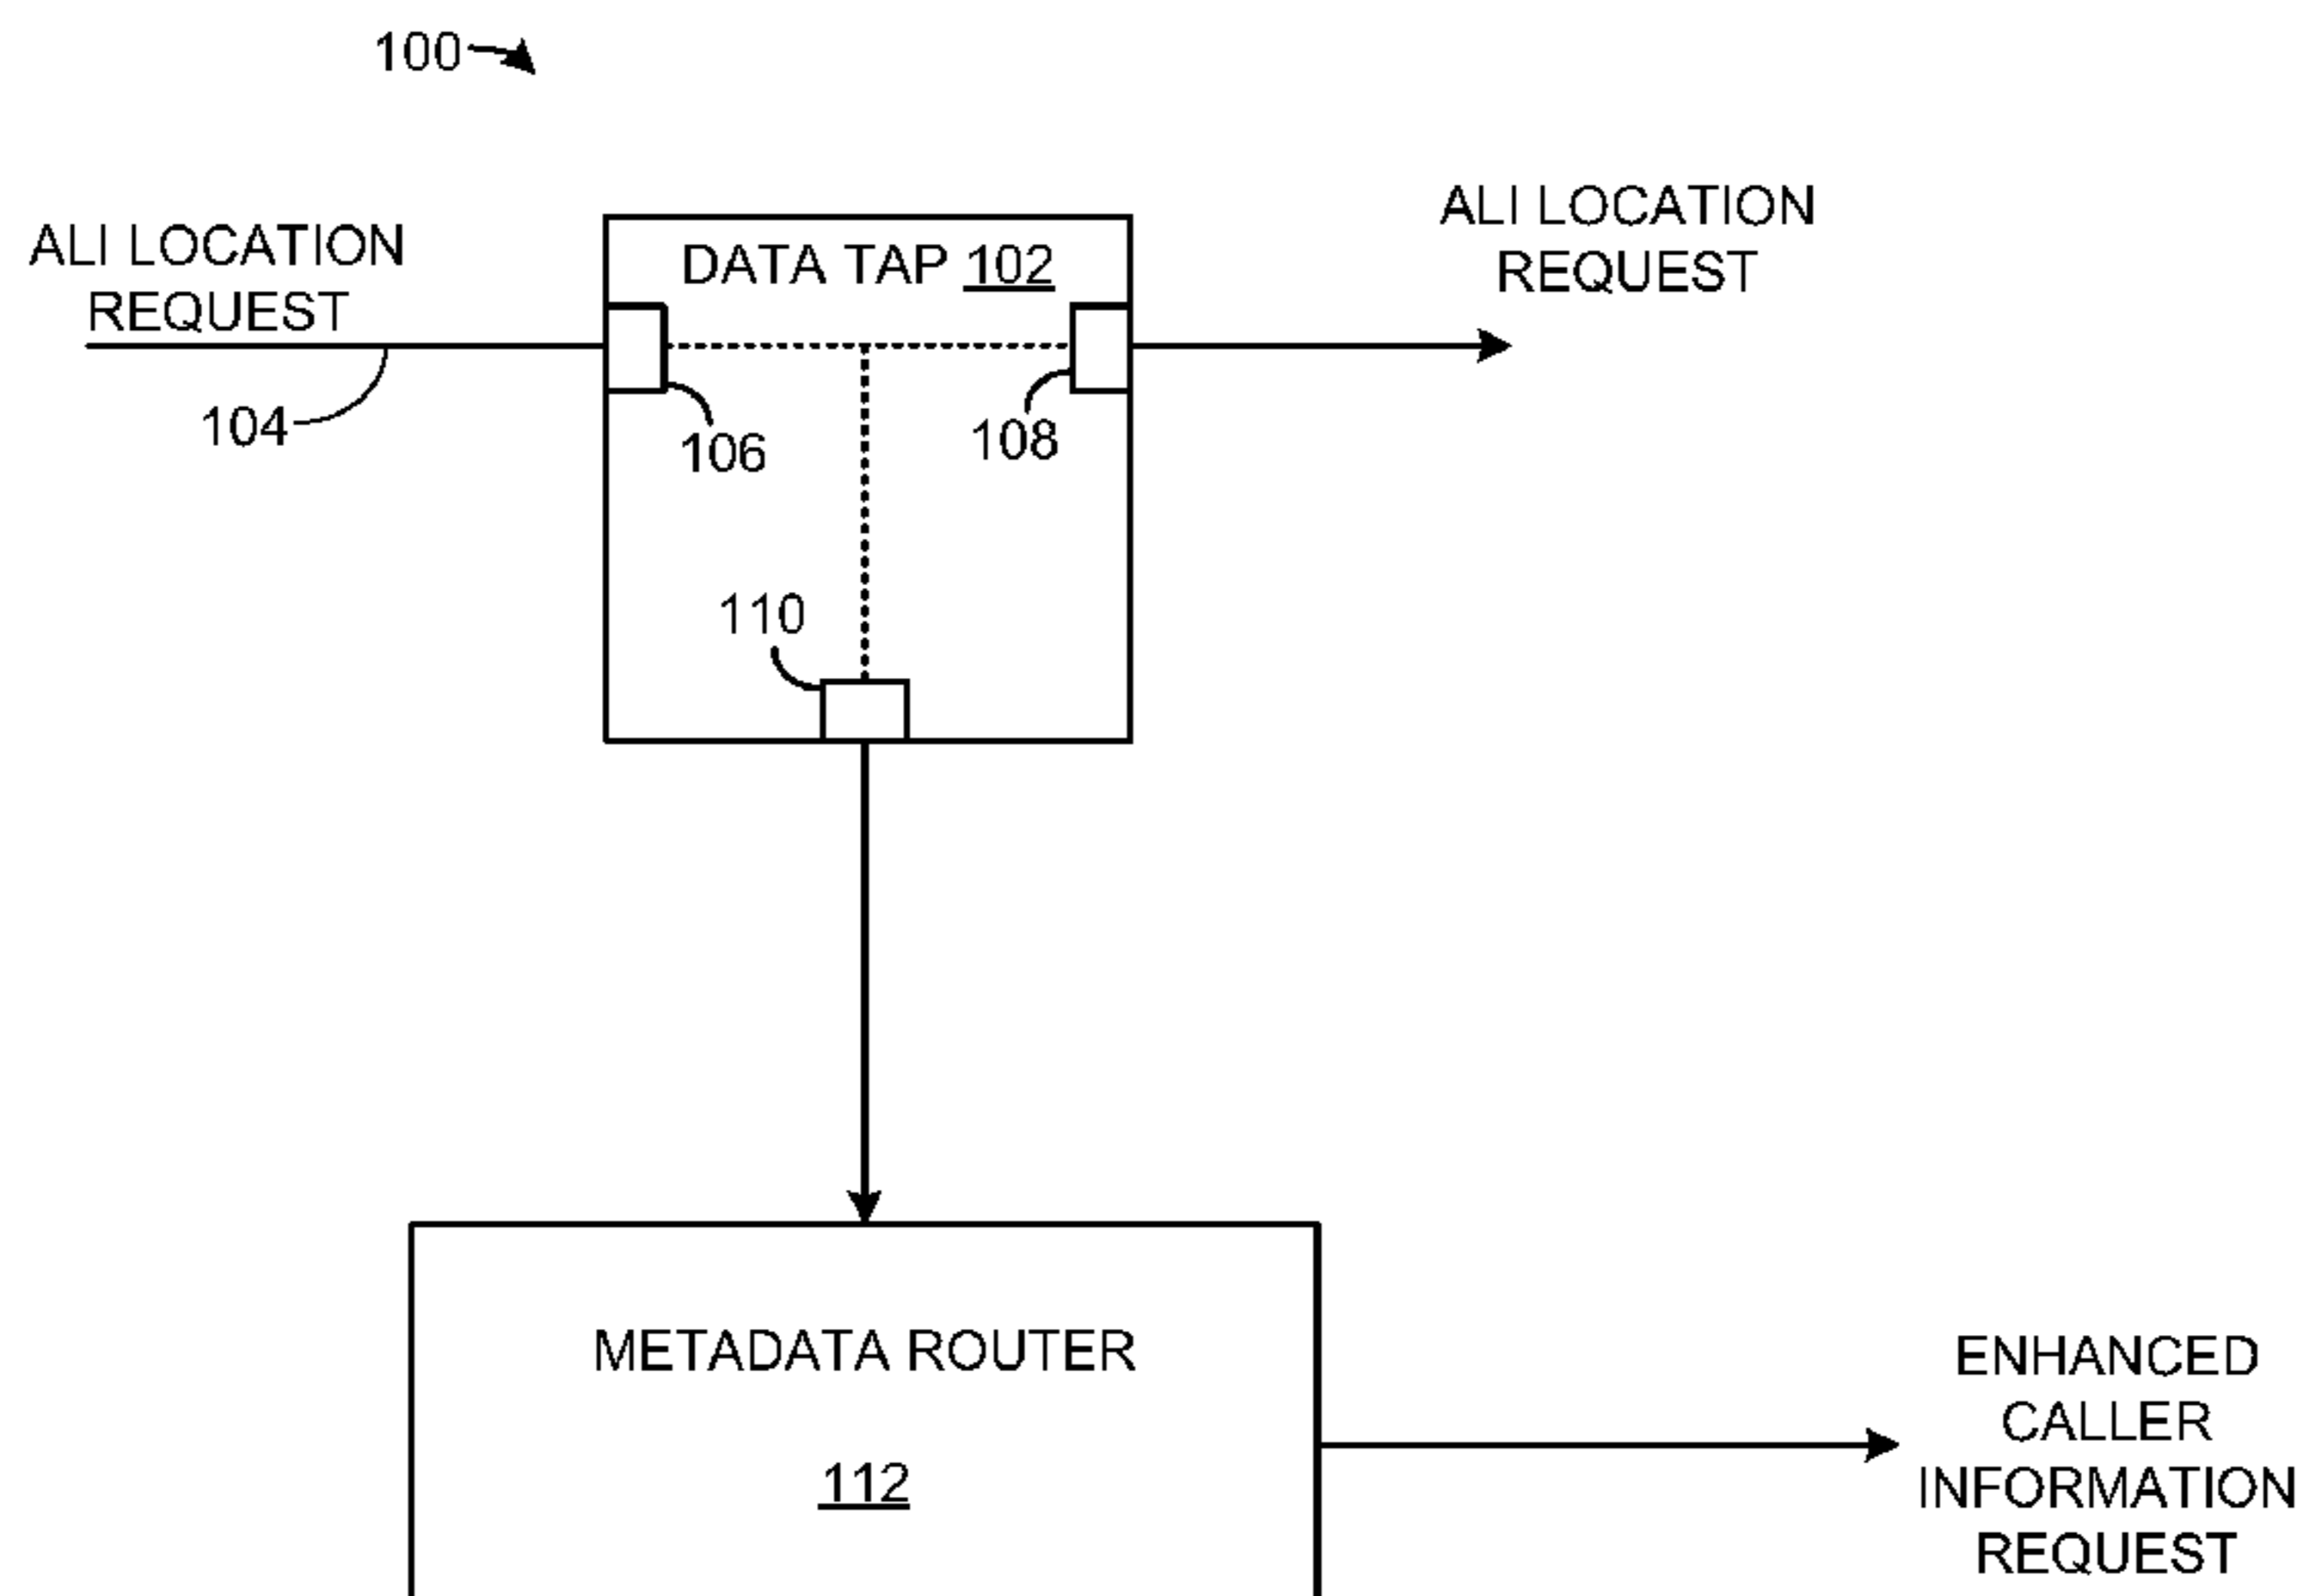 100
ALI LOCATION
REQUEST
ALI LOCATION
REQUEST
DATA TAP 102
104
106
108
110
METADATA ROUTER
112
ENHANCED
CALLER
INFORMATION
REQUEST